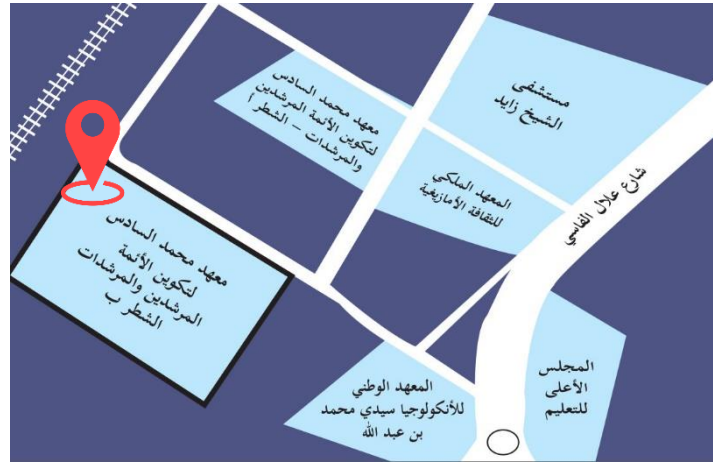 مستشفى
الشيخ زايد
معهد محمد السادس
لتكوين الأئمة المرشدين
والمرشدات – الشطر أ
المعهد الملكي
للثقافة الأمازيغية
شارع علال الفاسي
معهد محمد السادس
لتكوين الأئمة
المرشدين والمرشدات
الشطر ب
المجلس
الأعلى
للتعليم
المعهد الوطني
للأنكولوجيا سيدي محمد
بن عبد الله